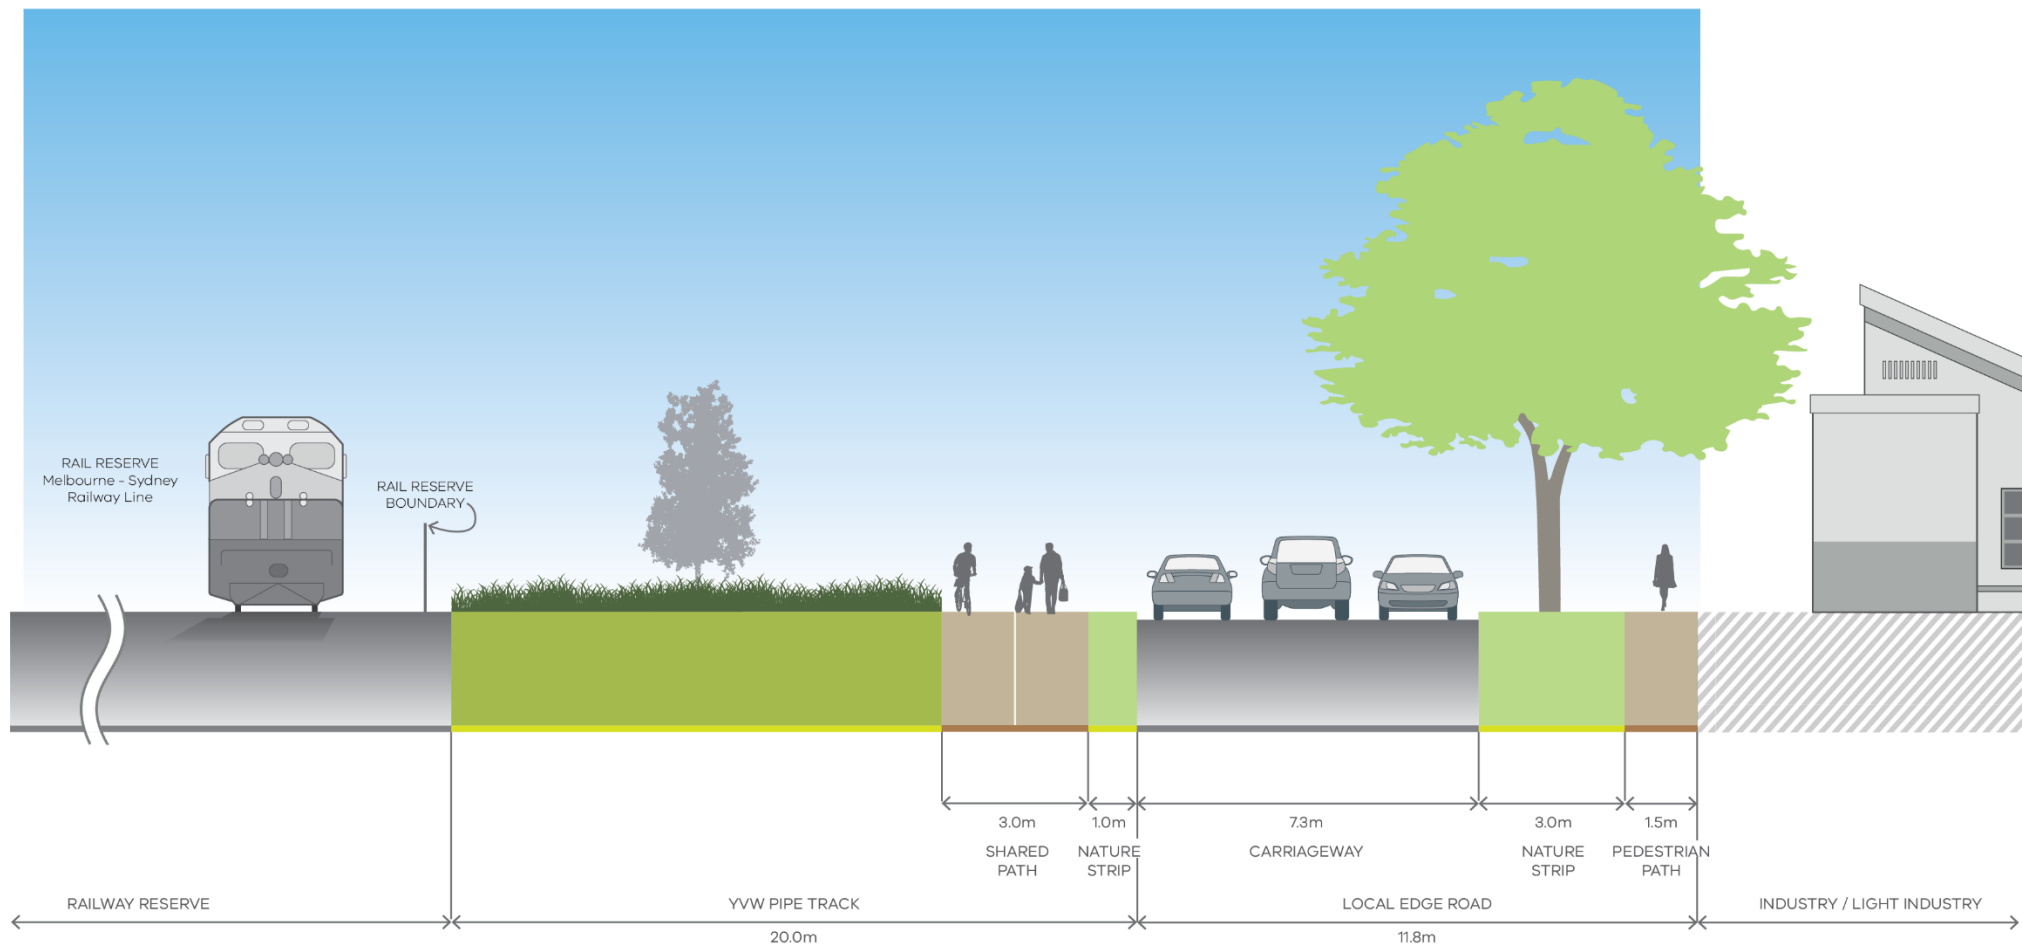 RAIL RESERVE
Melbourne - Sydney
Railway Line
RAIL RESERVE
BOUNDARY
3.0m
SHARED
PATH
1.0m
NATURE
STRIP
7.3m
CARRIAGEWAY
3.0m
NATURE
STRIP
1.5m
PEDESTRIAN
PATH
RAILWAY RESERVE
YVW PIPE TRACK
20.0m
LOCAL EDGE ROAD
11.8m
INDUSTRY / LIGHT INDUSTRY